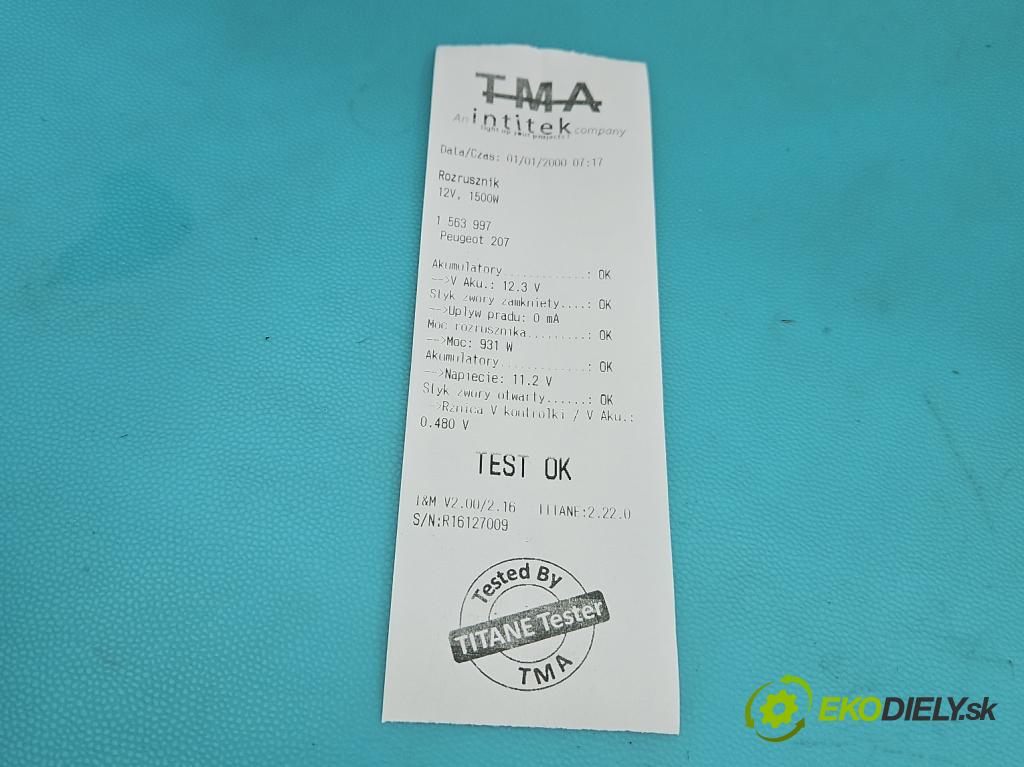 TMA
An intitek company
light up your projects!
Data/Czas: 01/01/2000 07:17
Rozrusznik
12V, 1500W
1 563 997
Peugeot 207
Akumulatory............: OK
-->V Aku.: 12.3 V
Styk zwory zamkniety....: OK
-->Uplyw pradu: 0 mA
Moc rozrusznika.........: OK
-->Moc: 931 W
Akumulatory.............: OK
-->Napiecie: 11.2 V
Styk zwory otwarty......: OK
-->Rznica V kontrolki / V Aku.:
0.480 V
TEST OK
I&M V2.00/2.16 TITANE:2.22.0
S/N:R16127009
Tested By
TITANE Tester
TMA
EKODIELY.sk